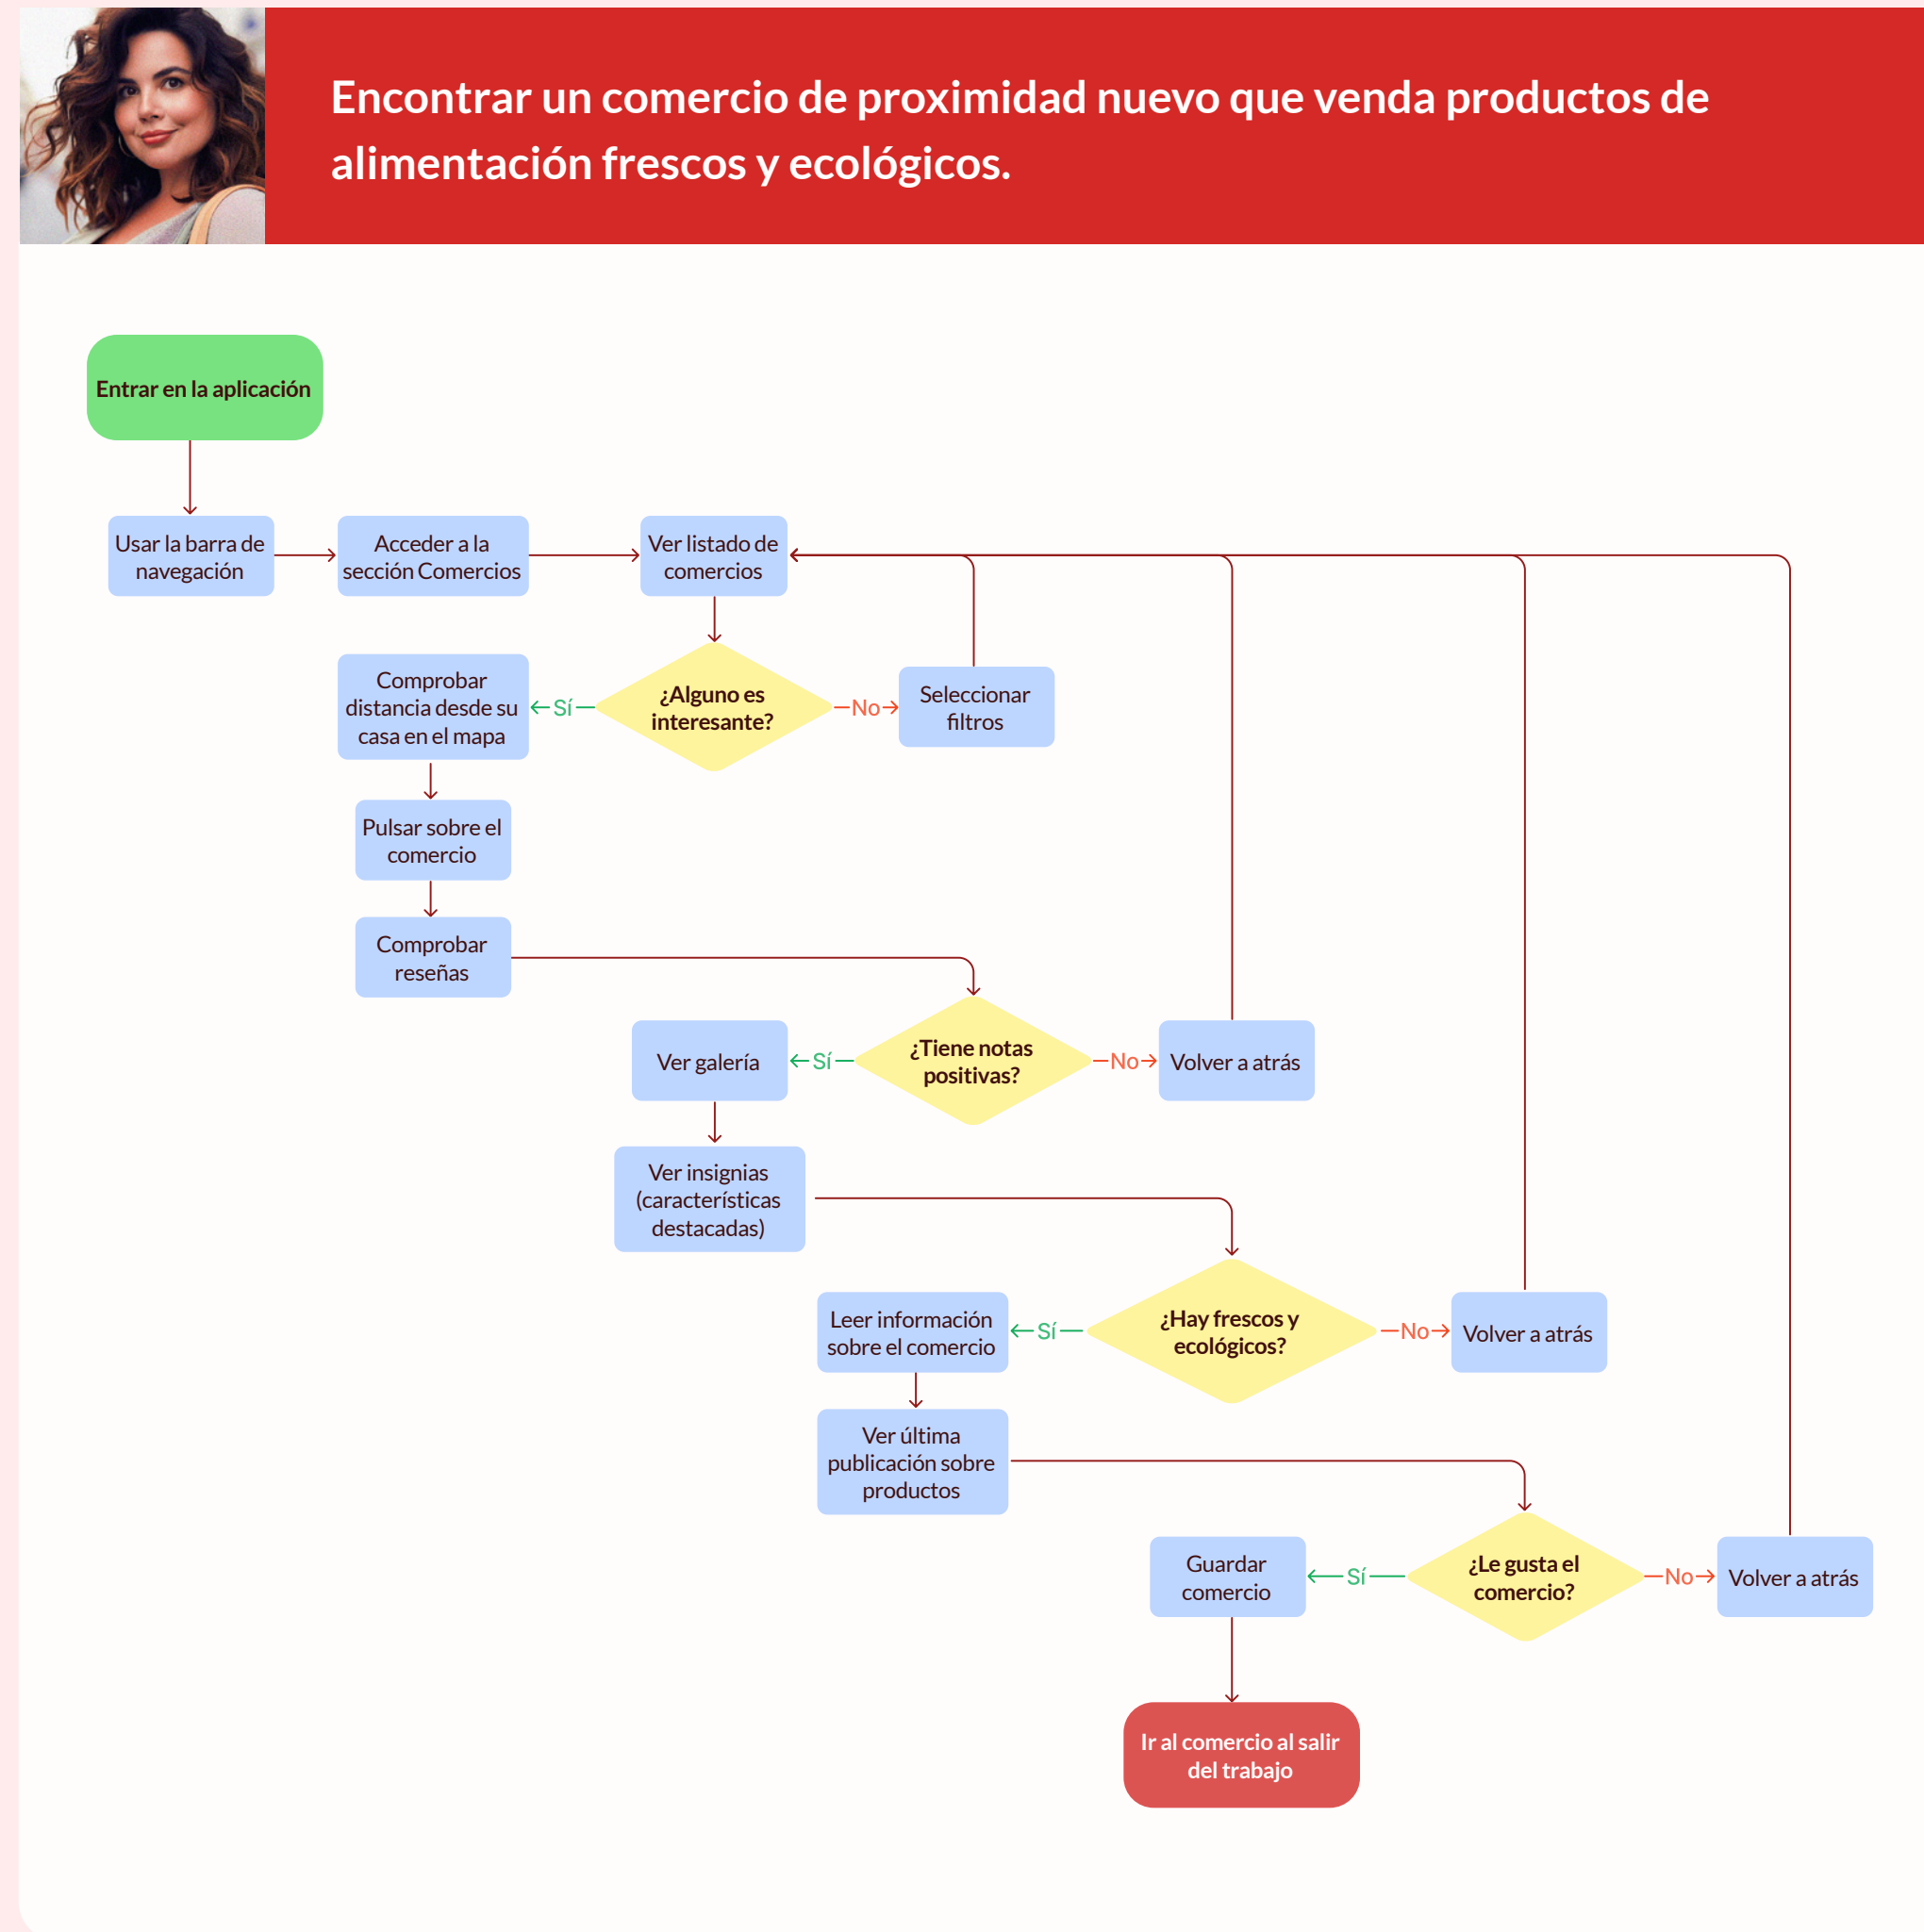 Encontrar un comercio de proximidad nuevo que venda productos de
alimentación frescos y ecológicos.
Entrar en la aplicación
Usar la barra de
navegación
Acceder a la
sección Comercios
Ver listado de
comercios
¿Alguno es
interesante?
Sí
No
Comprobar
distancia desde su
casa en el mapa
Seleccionar
filtros
Pulsar sobre el
comercio
Comprobar
reseñas
¿Tiene notas
positivas?
Sí
No
Ver galería
Volver a atrás
Ver insignias
(características
destacadas)
¿Hay frescos y
ecológicos?
Sí
No
Leer información
sobre el comercio
Volver a atrás
Ver última
publicación sobre
productos
¿Le gusta el
comercio?
Sí
No
Guardar
comercio
Volver a atrás
Ir al comercio al salir
del trabajo